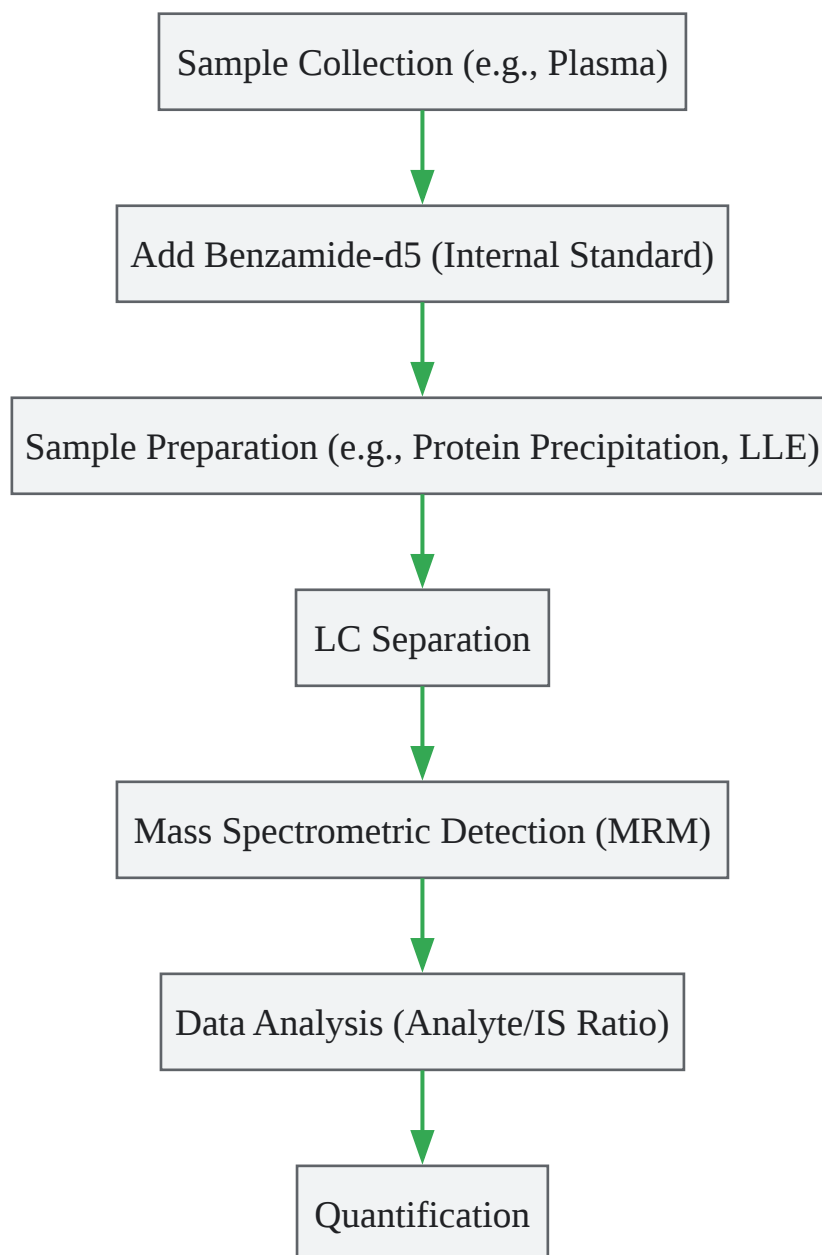 Sample Collection (e.g., Plasma)
Add Benzamide-d5 (Internal Standard)
Sample Preparation (e.g., Protein Precipitation, LLE)
LC Separation
Mass Spectrometric Detection (MRM)
Data Analysis (Analyte/IS Ratio)
Quantification